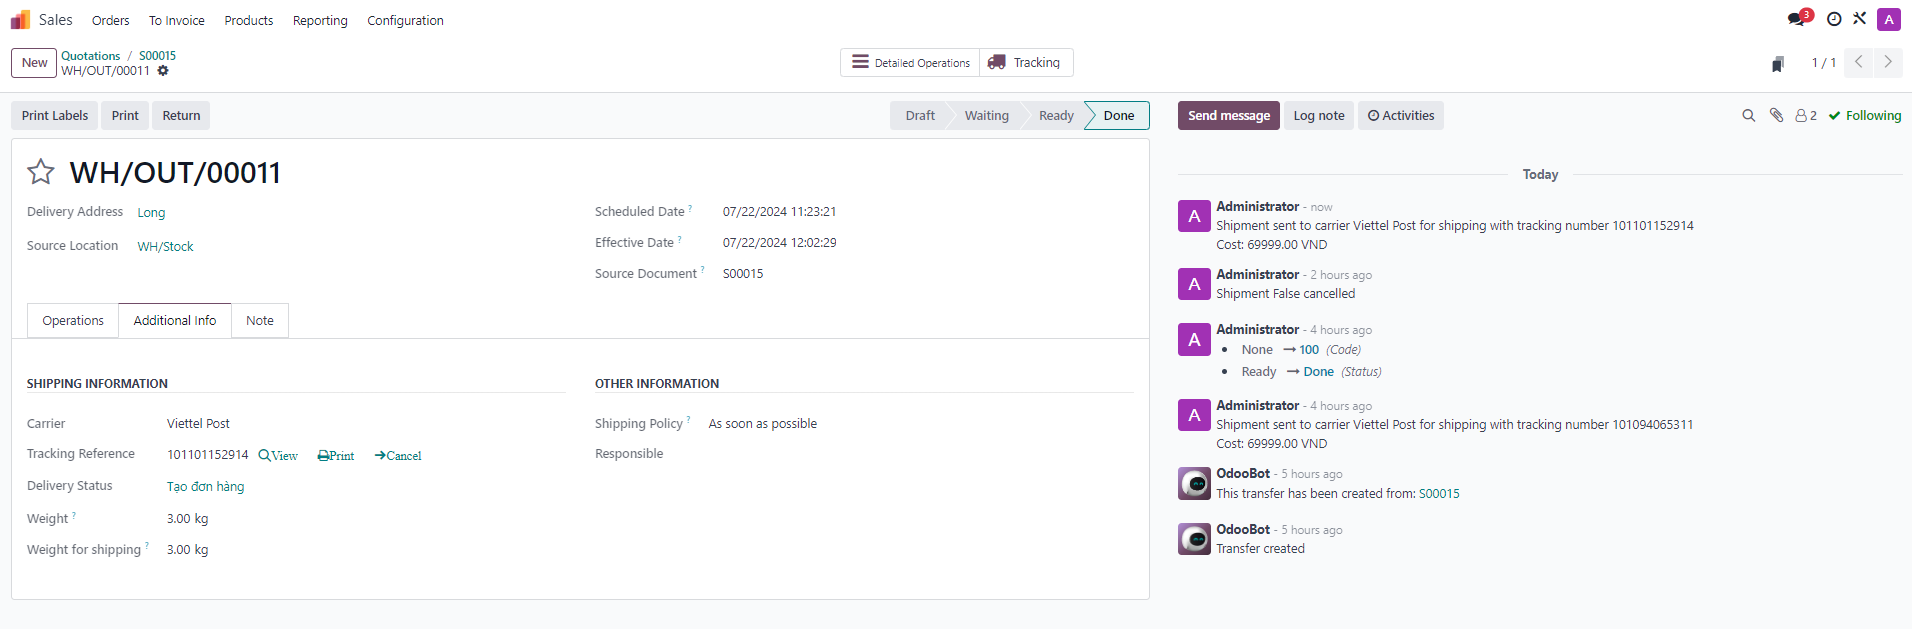 Sales Orders To Invoice Products Reporting Configuration 3 A
New Quotations / S00015
WH/OUT/00011
Detailed Operations Tracking 1 / 1
Print Labels Print Return Draft Waiting Ready Done
Send message Log note Activities 2 Following
WH/OUT/00011
Delivery Address Long
Source Location WH/Stock
Scheduled Date ? 07/22/2024 11:23:21
Effective Date ? 07/22/2024 12:02:29
Source Document ? S00015
Operations Additional Info Note
SHIPPING INFORMATION
Carrier Viettel Post
Tracking Reference 101101152914 View Print Cancel
Delivery Status Tạo đơn hàng
Weight ? 3.00 kg
Weight for shipping ? 3.00 kg
OTHER INFORMATION
Shipping Policy ? As soon as possible
Responsible
Today
A Administrator - now
Shipment sent to carrier Viettel Post for shipping with tracking number 101101152914
Cost: 69999.00 VND
A Administrator - 2 hours ago
Shipment False cancelled
A Administrator - 4 hours ago
• None → 100 (Code)
• Ready → Done (Status)
A Administrator - 4 hours ago
Shipment sent to carrier Viettel Post for shipping with tracking number 101094065311
Cost: 69999.00 VND
OdooBot - 5 hours ago
This transfer has been created from: S00015
OdooBot - 5 hours ago
Transfer created